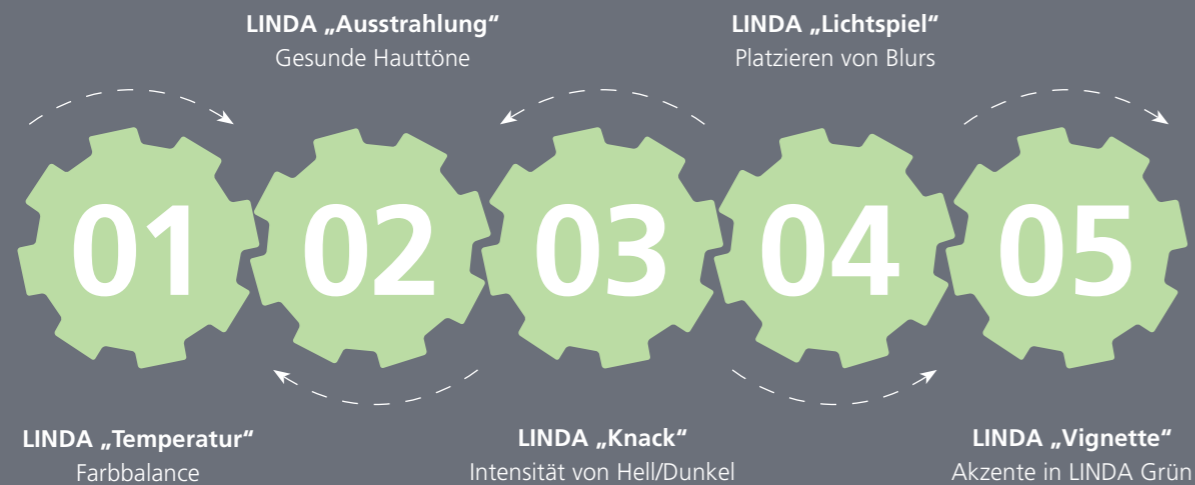 LINDA „Ausstrahlung“
Gesunde Hauttöne
LINDA „Lichtspiel“
Platzieren von Blurs
01
02
03
04
05
LINDA „Temperatur“
Farbbalance
LINDA „Knack“
Intensität von Hell/Dunkel
LINDA „Vignette“
Akzente in LINDA Grün